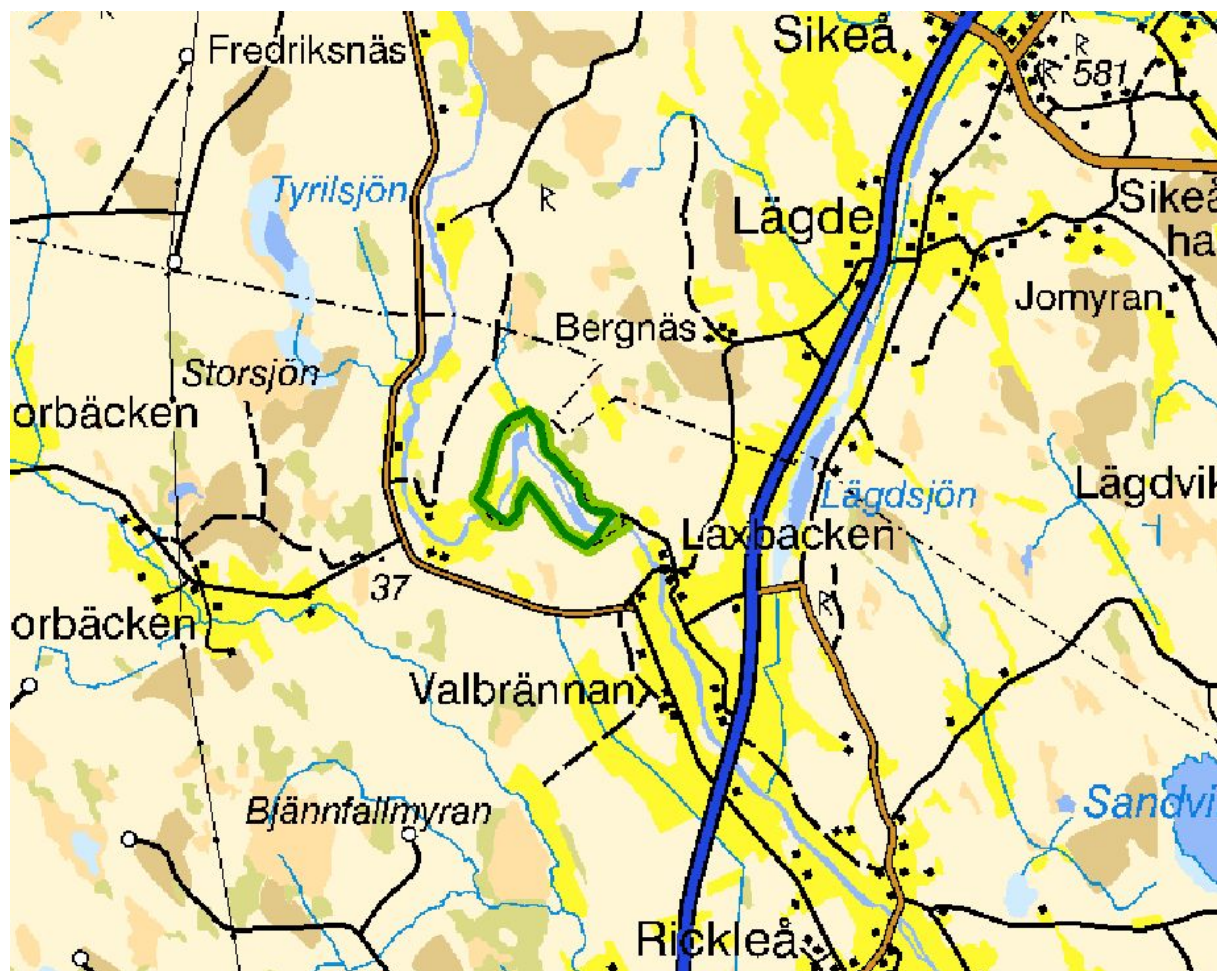 Fredriksnäs
Sikeå
581
Tyrilsjön
Lägde
Sikeå
ha
Jomyran
Bergnäs
Storsjön
orbäcken
Lägdsjön
Lägdvik
Laxbacken
37
orbäcken
Valbrännan
Bjännfallmyran
Sandvi
Rickleå